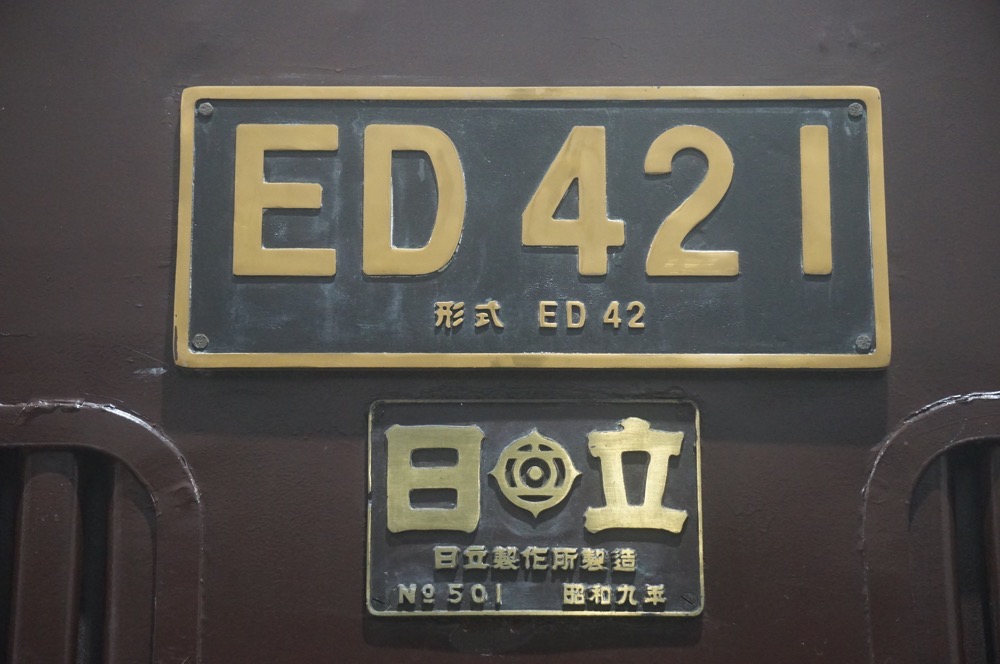 ED 42 1
形式 ED 42
日立
日立製作所製造
Nº 501 昭和九年